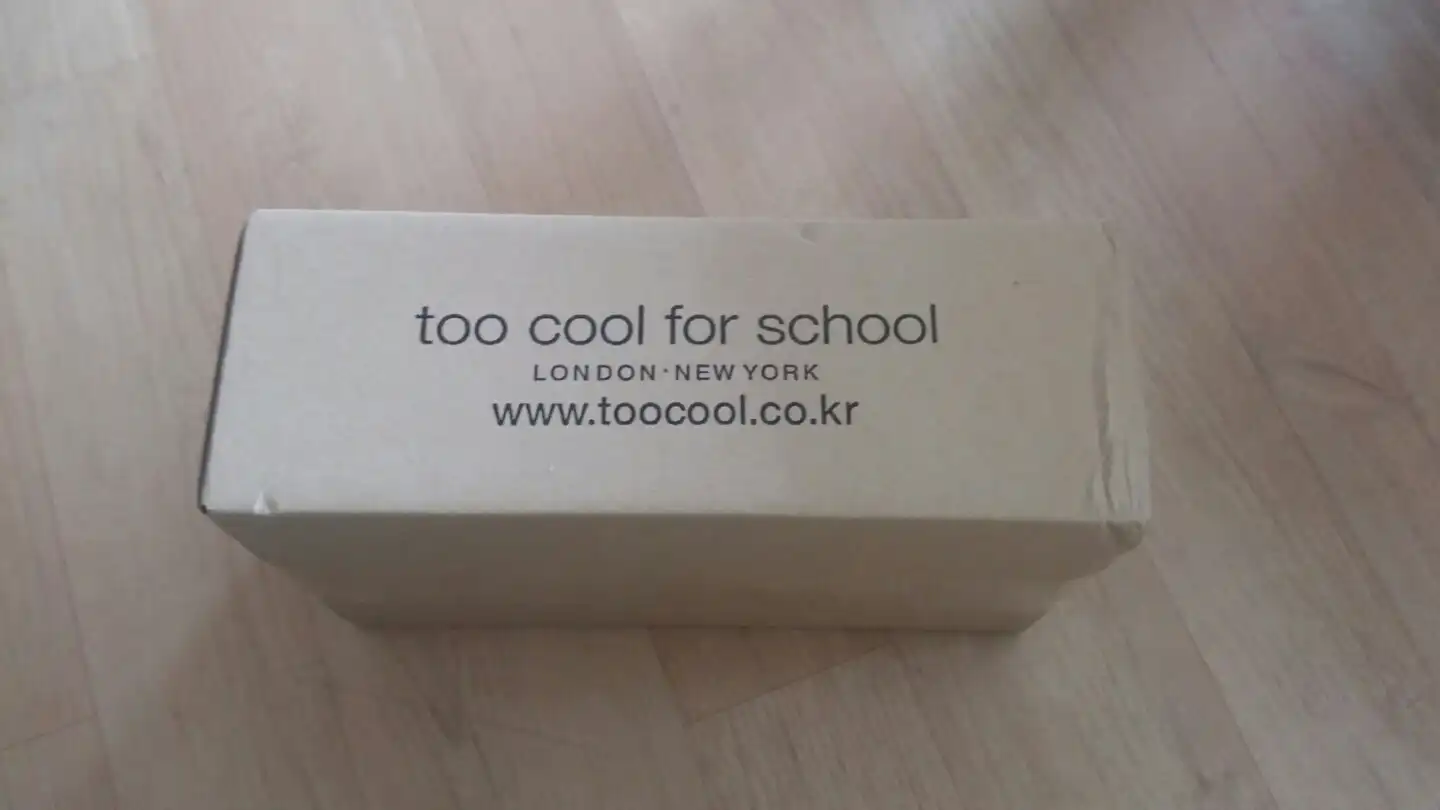 too cool for school
LONDON·NEW YORK
www.toocool.co.kr